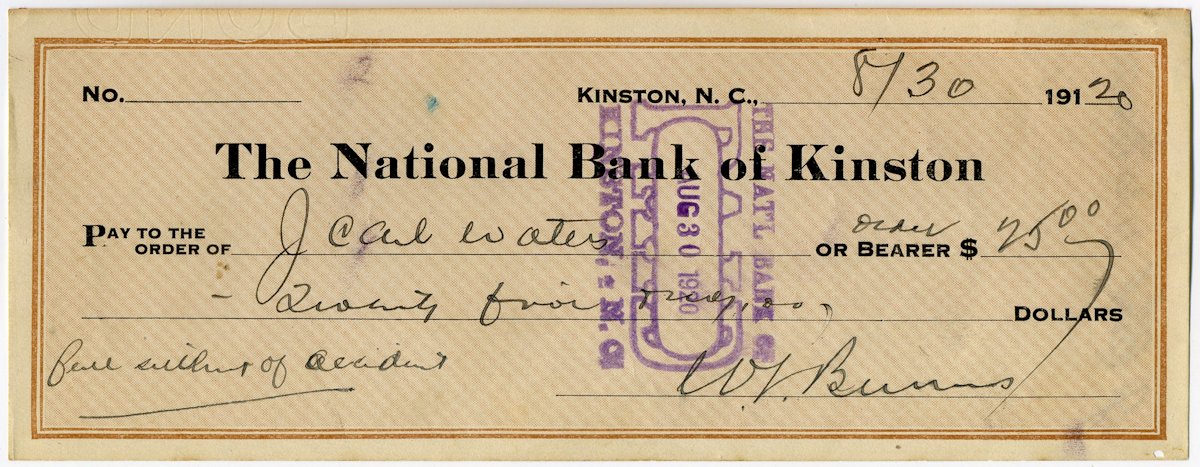 BOND
No.
KINSTON, N. C., 8/30 1920
The National Bank of Kinston
PAY TO THE ORDER OF J Carl Waters order OR BEARER $ 25 00
Twenty five DOLLARS
full settlement of accident
W. J. Burns
THE NAT'L BANK OF
PAID
AUG 30 1920
KINSTON, - N. C.